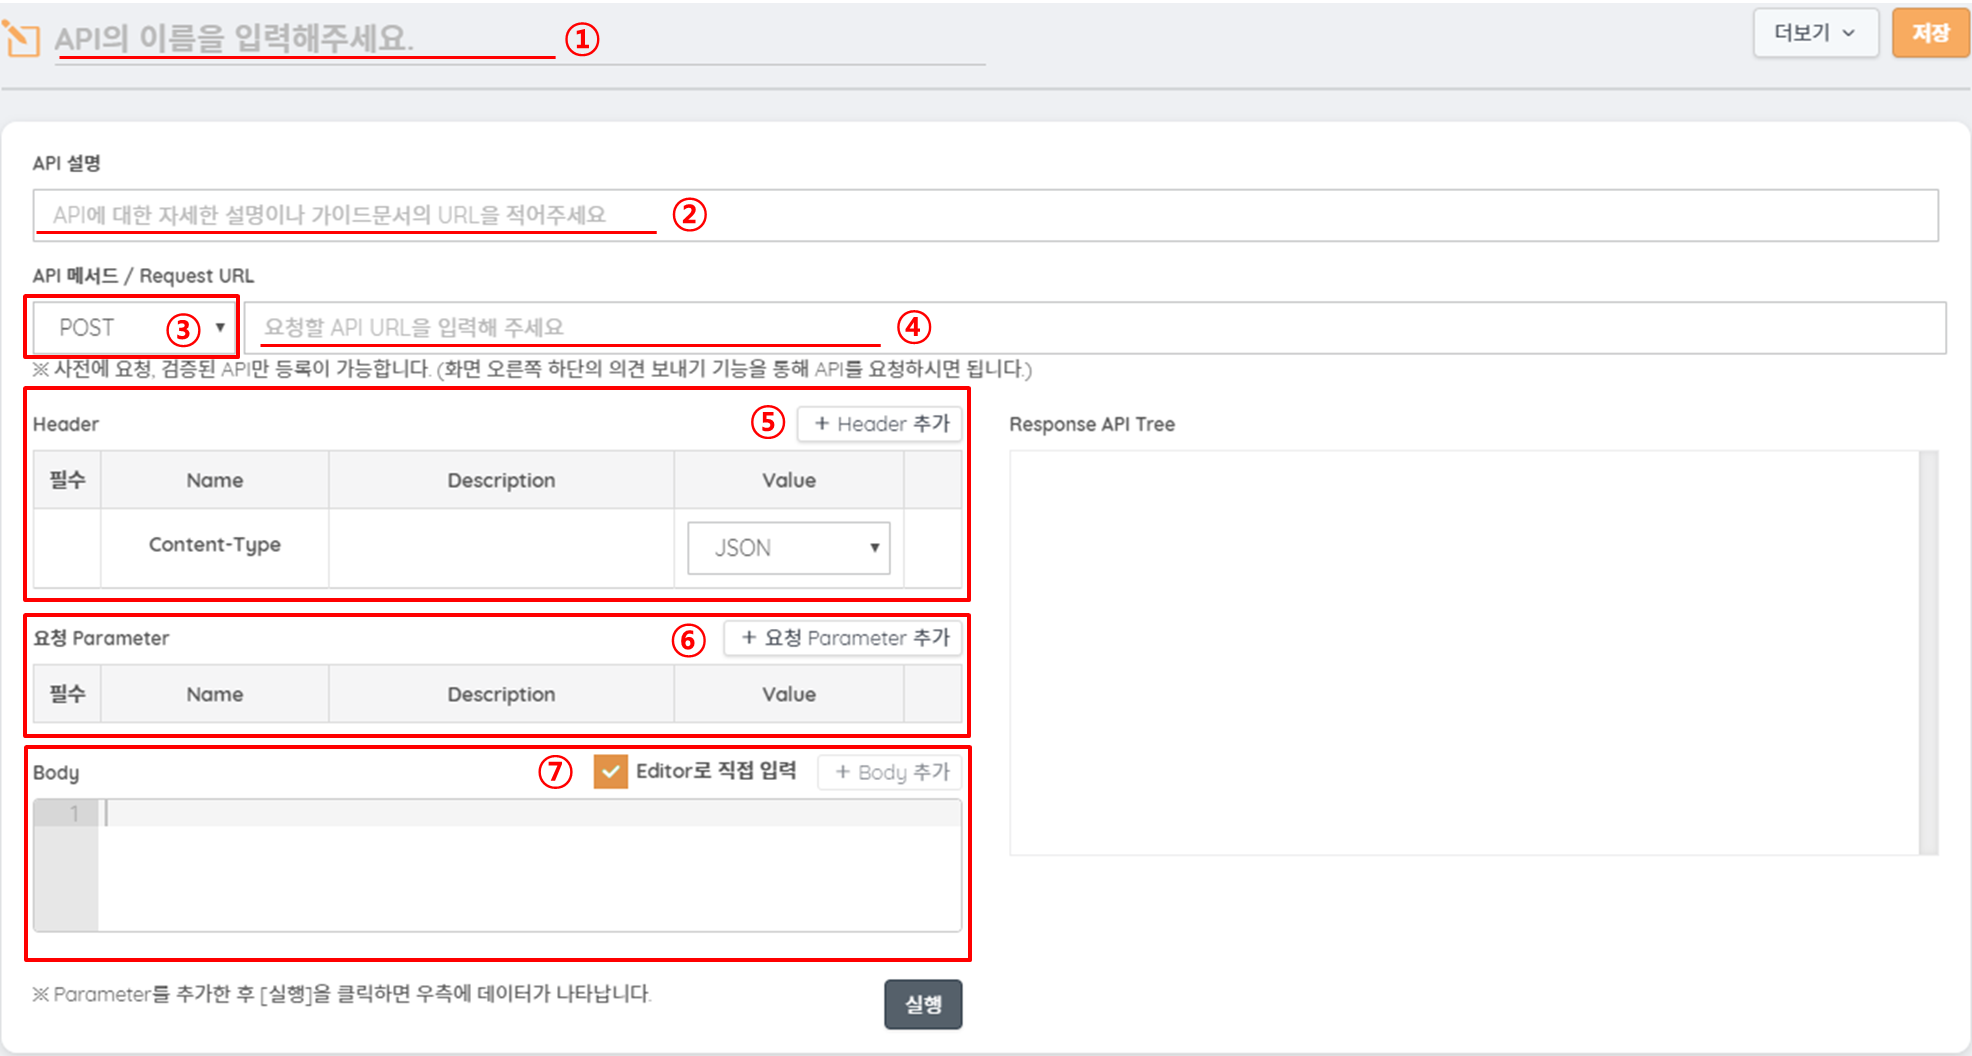 API의 이름을 입력해주세요. ① 더보기 저장
API 설명
API에 대한 자세한 설명이나 가이드문서의 URL을 적어주세요 ②
API 메서드 / Request URL
POST ③ ▼ 요청할 API URL을 입력해 주세요 ④
※ 사전에 요청, 검증된 API만 등록이 가능합니다. (화면 오른쪽 하단의 의견 보내기 기능을 통해 API를 요청하시면 됩니다.)
Header ⑤ + Header 추가
필수 Name Description Value
Content-Type JSON ▼
요청 Parameter ⑥ + 요청 Parameter 추가
필수 Name Description Value
Body ⑦ Editor로 직접 입력 + Body 추가
1
※ Parameter를 추가한 후 [실행]을 클릭하면 우측에 데이터가 나타납니다.
실행
Response API Tree